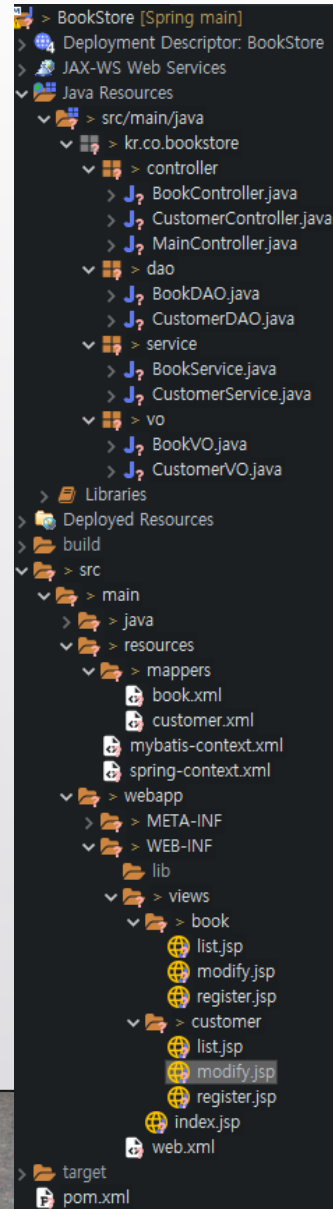 > BookStore [Spring main]
> Deployment Descriptor: BookStore
> JAX-WS Web Services
Java Resources
> src/main/java
> kr.co.bookstore
> controller
> BookController.java
> CustomerController.java
> MainController.java
> dao
> BookDAO.java
> CustomerDAO.java
> service
> BookService.java
> CustomerService.java
> vo
> BookVO.java
> CustomerVO.java
> Libraries
> Deployed Resources
> build
> src
> main
> java
> resources
> mappers
book.xml
customer.xml
mybatis-context.xml
spring-context.xml
> webapp
> META-INF
> WEB-INF
lib
> views
> book
list.jsp
modify.jsp
register.jsp
> customer
list.jsp
modify.jsp
register.jsp
index.jsp
web.xml
> target
pom.xml